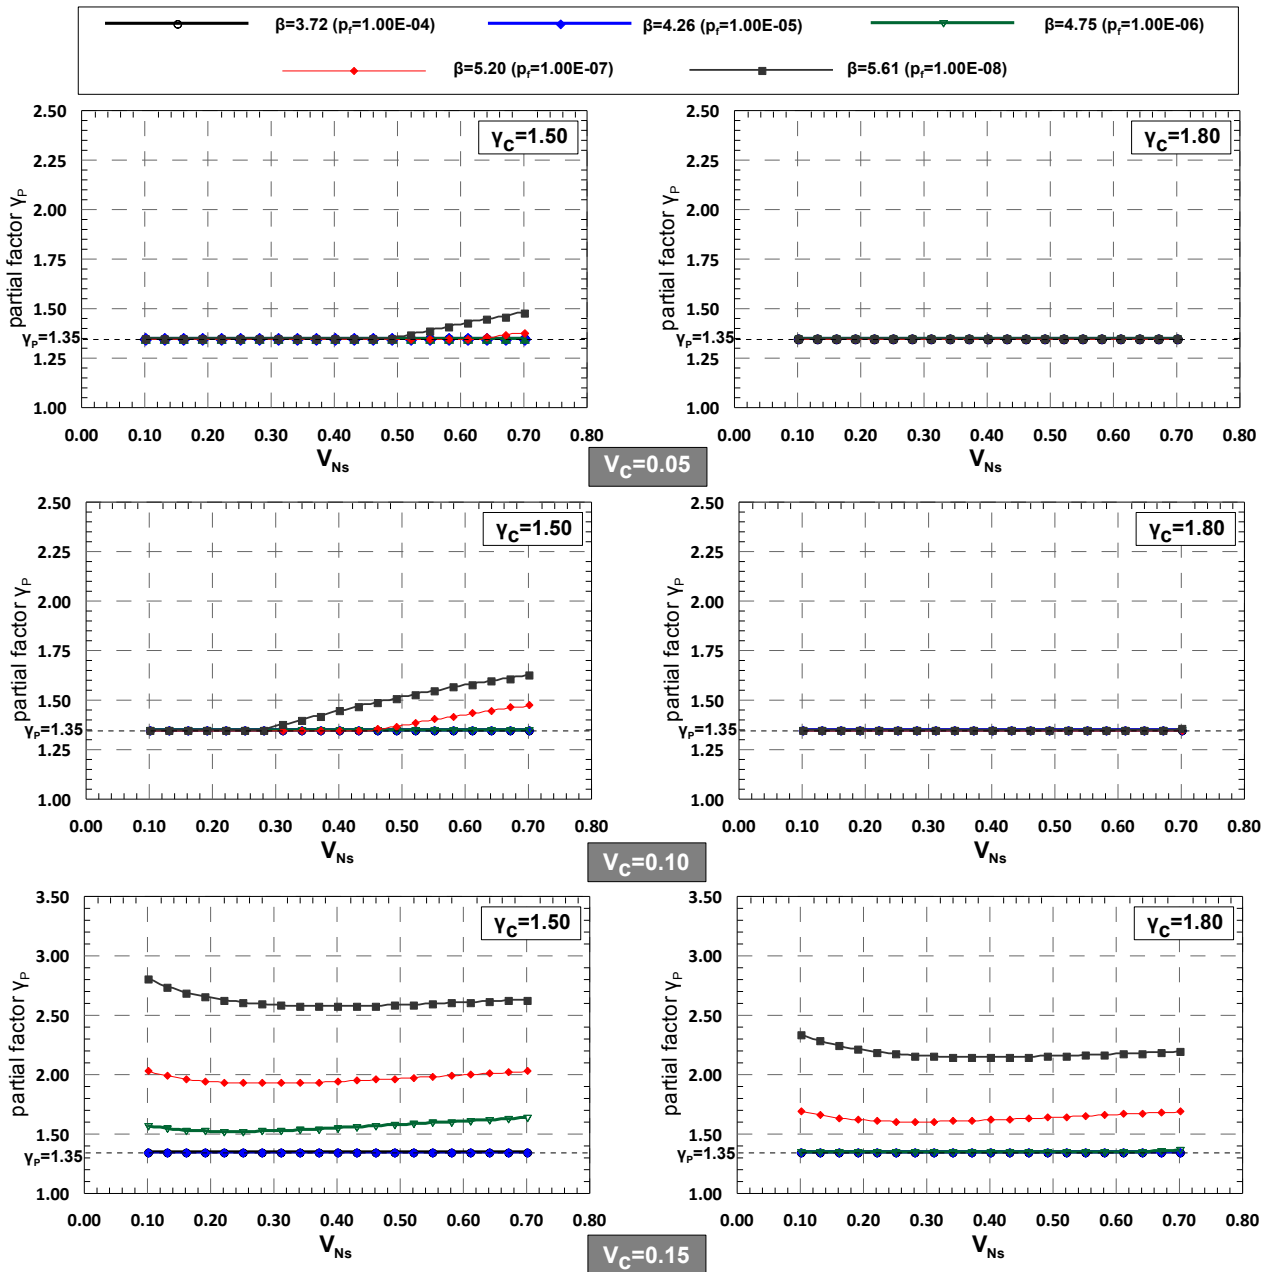 β=3.72 (pf=1.00E-04) β=4.26 (pf=1.00E-05) β=4.75 (pf=1.00E-06)
β=5.20 (pf=1.00E-07) β=5.61 (pf=1.00E-08)
partial factor γP
2.50
2.25
2.00
1.75
1.50
γP=1.35
1.25
1.00
0.00 0.10 0.20 0.30 0.40 0.50 0.60 0.70 0.80
VNs
γC=1.50
partial factor γP
2.50
2.25
2.00
1.75
1.50
γP=1.35
1.25
1.00
0.00 0.10 0.20 0.30 0.40 0.50 0.60 0.70 0.80
VNs
γC=1.80
VC=0.05
partial factor γP
2.50
2.25
2.00
1.75
1.50
γP=1.35
1.25
1.00
0.00 0.10 0.20 0.30 0.40 0.50 0.60 0.70 0.80
VNs
γC=1.50
partial factor γP
2.50
2.25
2.00
1.75
1.50
γP=1.35
1.25
1.00
0.00 0.10 0.20 0.30 0.40 0.50 0.60 0.70 0.80
VNs
γC=1.80
VC=0.10
partial factor γP
3.50
3.00
2.50
2.00
1.50
γP=1.35
1.00
0.00 0.10 0.20 0.30 0.40 0.50 0.60 0.70 0.80
VNs
γC=1.50
partial factor γP
3.50
3.00
2.50
2.00
1.50
γP=1.35
1.00
0.00 0.10 0.20 0.30 0.40 0.50 0.60 0.70 0.80
VNs
γC=1.80
VC=0.15